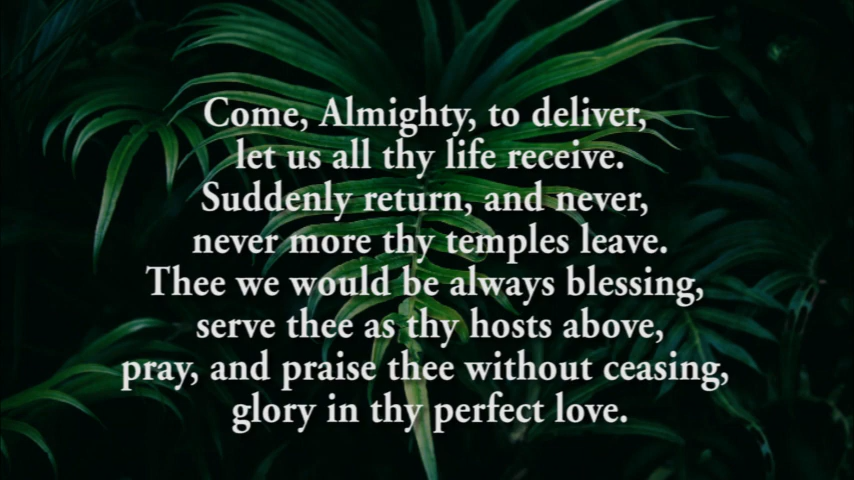 Come, Almighty, to deliver,
let us all thy life receive.
Suddenly return, and never,
never more thy temples leave.
Thee we would be always blessing,
serve thee as thy hosts above,
pray, and praise thee without ceasing,
glory in thy perfect love.